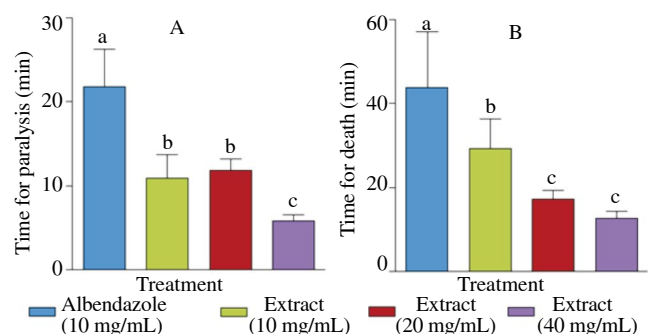 A
Time for paralysis (min)
30
20
10
0
a
b
b
c
Treatment
B
Time for death (min)
60
40
20
0
a
b
c
c
Treatment
Albendazole
(10 mg/mL)
Extract
(10 mg/mL)
Extract
(20 mg/mL)
Extract
(40 mg/mL)